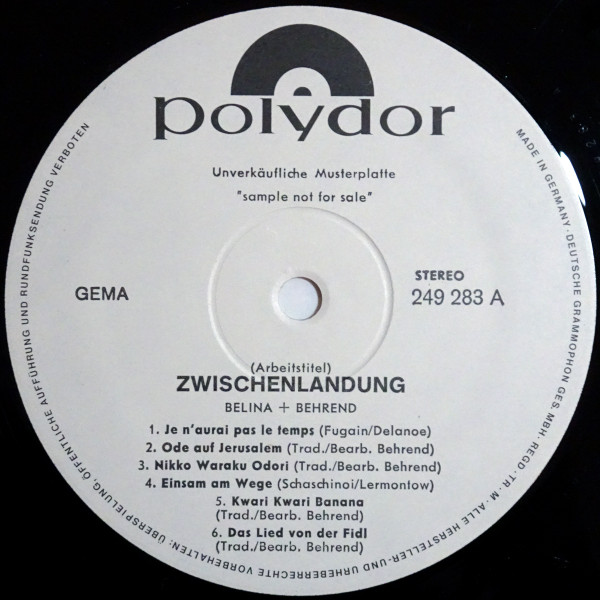 polydor
Unverkäufliche Musterplatte
"sample not for sale"
GEMA
STEREO
249 283 A
(Arbeitstitel)
ZWISCHENLANDUNG
BELINA + BEHREND
1. Je n'aurai pas le temps (Fugain/Delanoe)
2. Ode auf Jerusalem (Trad./Bearb. Behrend)
3. Nikko Waraku Odori (Trad./Bearb. Behrend)
4. Einsam am Wege (Schaschinoi/Lermontow)
5. Kwari Kwari Banana
(Trad./Bearb. Behrend)
6. Das Lied von der Fidl
(Trad./Bearb. Behrend)
MADE IN GERMANY · DEUTSCHE GRAMMOPHON GES. MBH · REGD · TR · M · ALLE HERSTELLER- UND URHEBERRECHTE VORBEHALTEN: ÜBERSPIELUNG, ÖFFENTLICHE AUFFÜHRUNG UND RUNDFUNKSENDUNG VERBOTEN